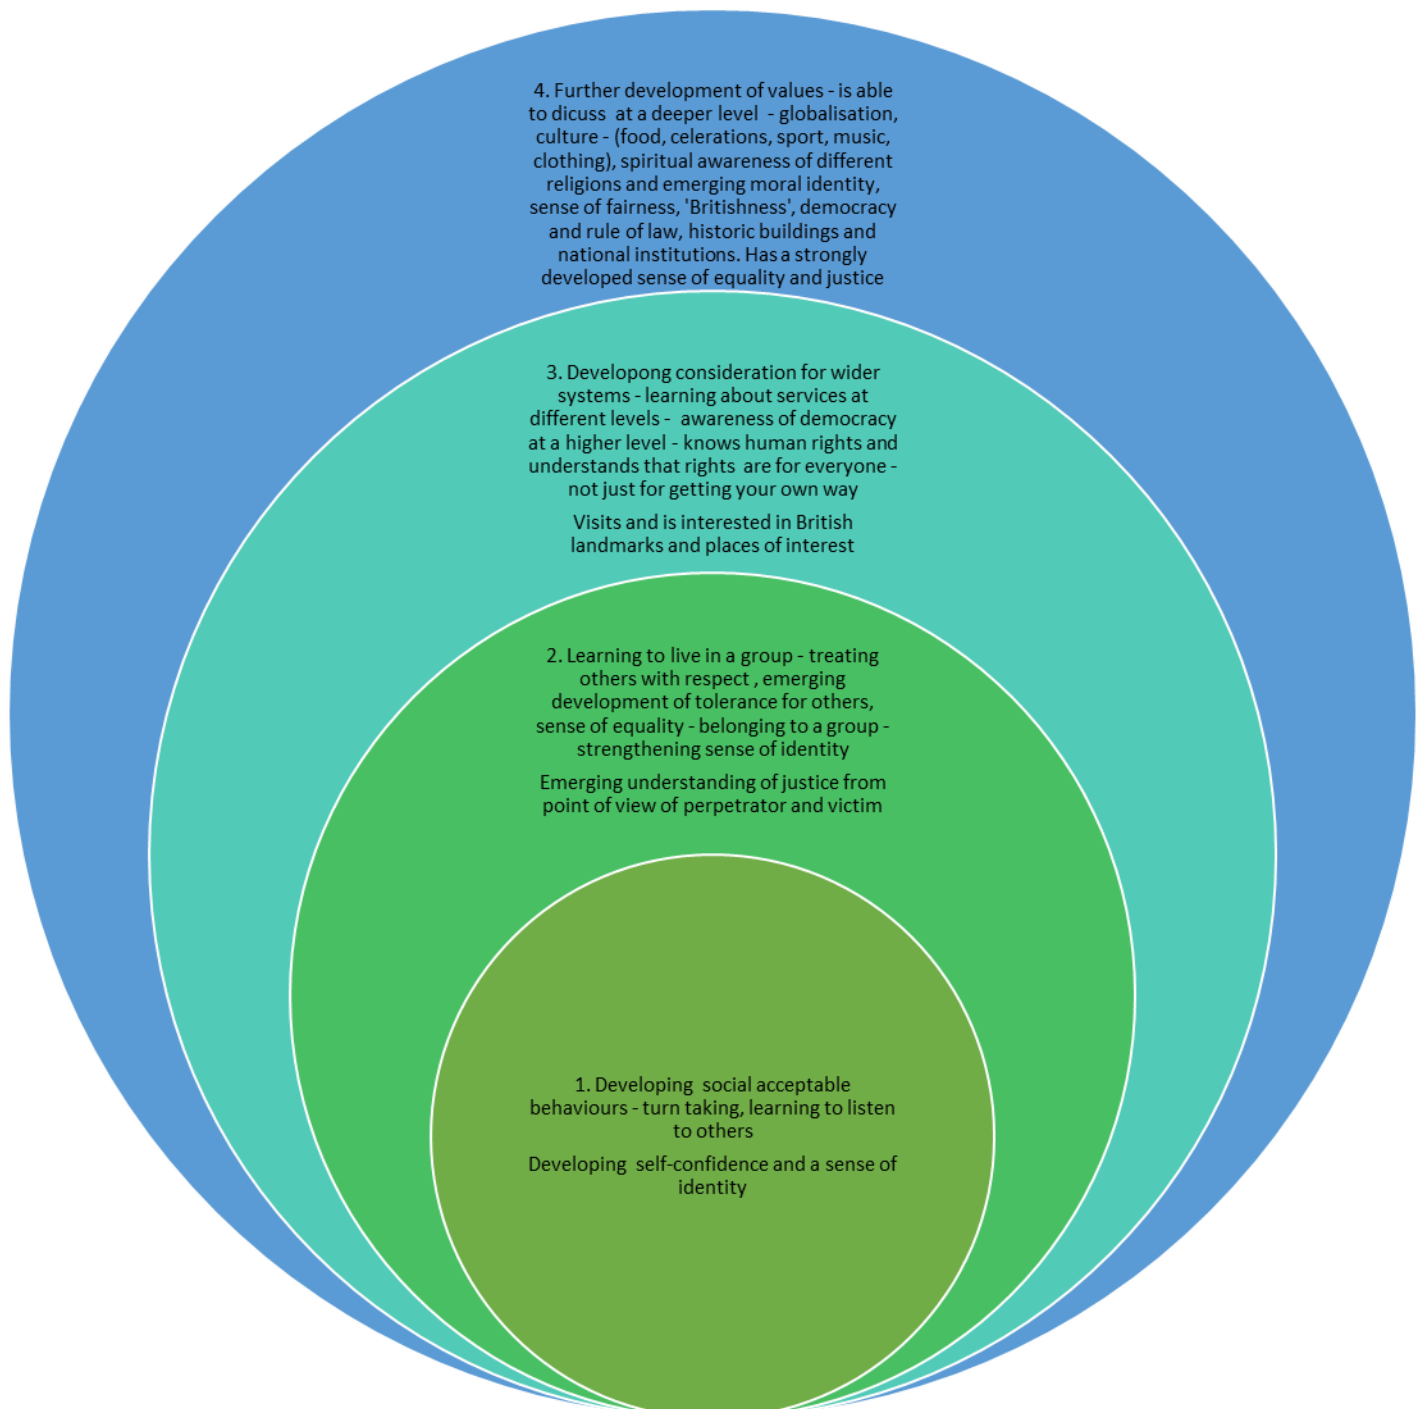 4. Further development of values - is able
to dicuss at a deeper level - globalisation,
culture - (food, celerations, sport, music,
clothing), spiritual awareness of different
religions and emerging moral identity,
sense of fairness, 'Britishness', democracy
and rule of law, historic buildings and
national institutions. Has a strongly
developed sense of equality and justice
3. Developong consideration for wider
systems - learning about services at
different levels - awareness of democracy
at a higher level - knows human rights and
understands that rights are for everyone -
not just for getting your own way
Visits and is interested in British
landmarks and places of interest
2. Learning to live in a group - treating
others with respect , emerging
development of tolerance for others,
sense of equality - belonging to a group -
strengthening sense of identity
Emerging understanding of justice from
point of view of perpetrator and victim
1. Developing social acceptable
behaviours - turn taking, learning to listen
to others
Developing self-confidence and a sense of
identity